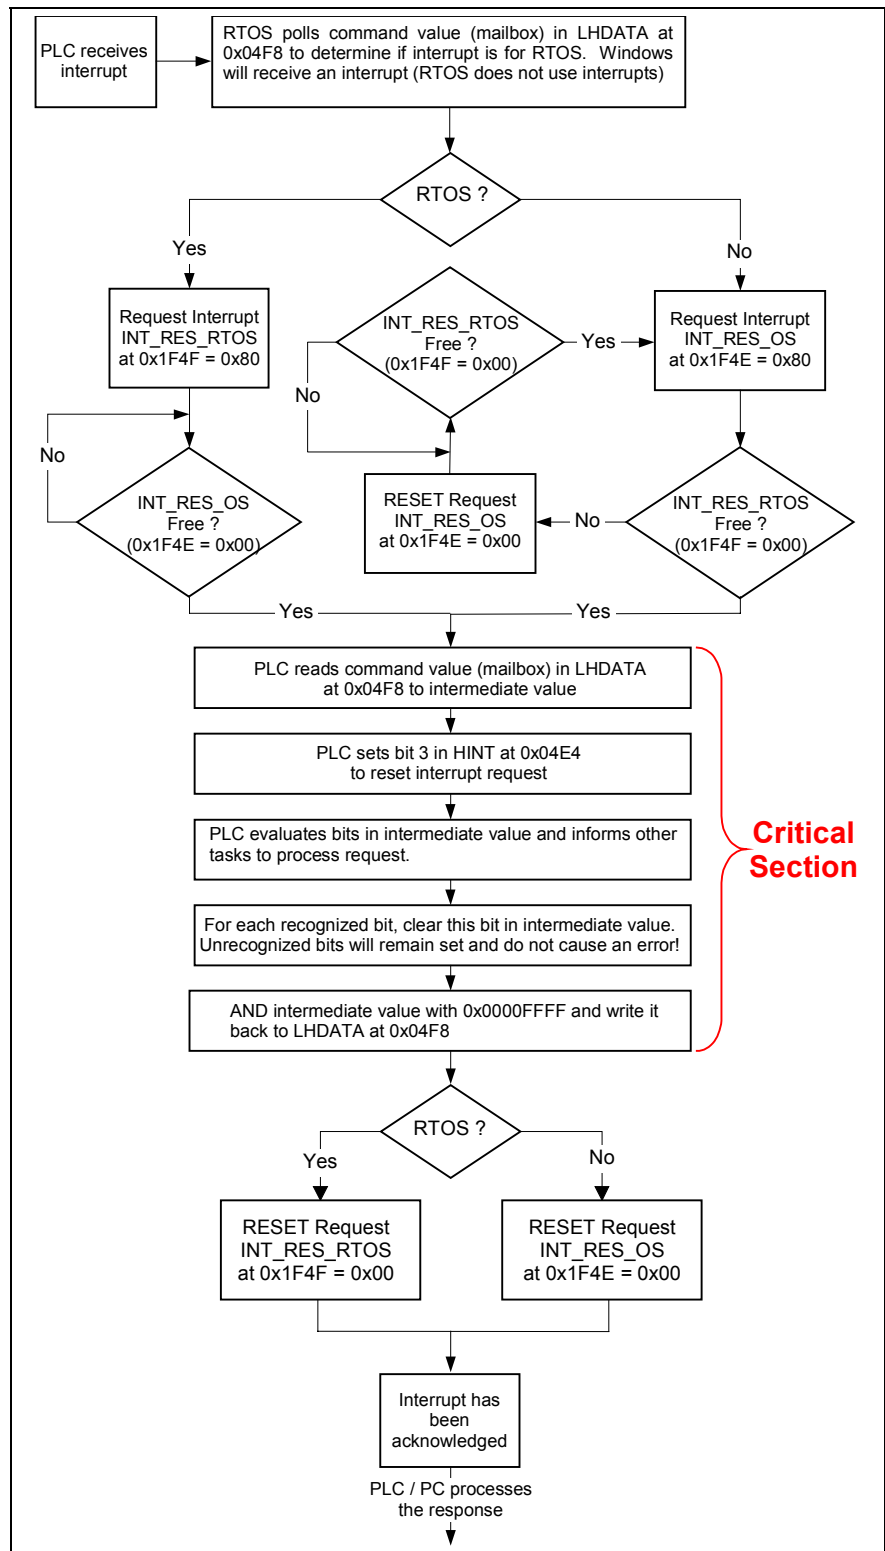 PLC receives
interrupt
RTOS polls command value (mailbox) in LHDATA at
0x04F8 to determine if interrupt is for RTOS. Windows
will receive an interrupt (RTOS does not use interrupts)
RTOS ?
Yes
No
Request Interrupt
INT_RES_RTOS
at 0x1F4F = 0x80
INT_RES_RTOS
Free ?
(0x1F4F = 0x00)
Yes
Request Interrupt
INT_RES_OS
at 0x1F4E = 0x80
No
No
INT_RES_OS
Free ?
(0x1F4E = 0x00)
RESET Request
INT_RES_OS
at 0x1F4E = 0x00
No
INT_RES_RTOS
Free ?
(0x1F4F = 0x00)
Yes
Yes
PLC reads command value (mailbox) in LHDATA
at 0x04F8 to intermediate value
PLC sets bit 3 in HINT at 0x04E4
to reset interrupt request
PLC evaluates bits in intermediate value and informs other
tasks to process request.
Critical
Section
For each recognized bit, clear this bit in intermediate value.
Unrecognized bits will remain set and do not cause an error!
AND intermediate value with 0x0000FFFF and write it
back to LHDATA at 0x04F8
RTOS ?
Yes
No
RESET Request
INT_RES_RTOS
at 0x1F4F = 0x00
RESET Request
INT_RES_OS
at 0x1F4E = 0x00
Interrupt has
been
acknowledged
PLC / PC processes
the response